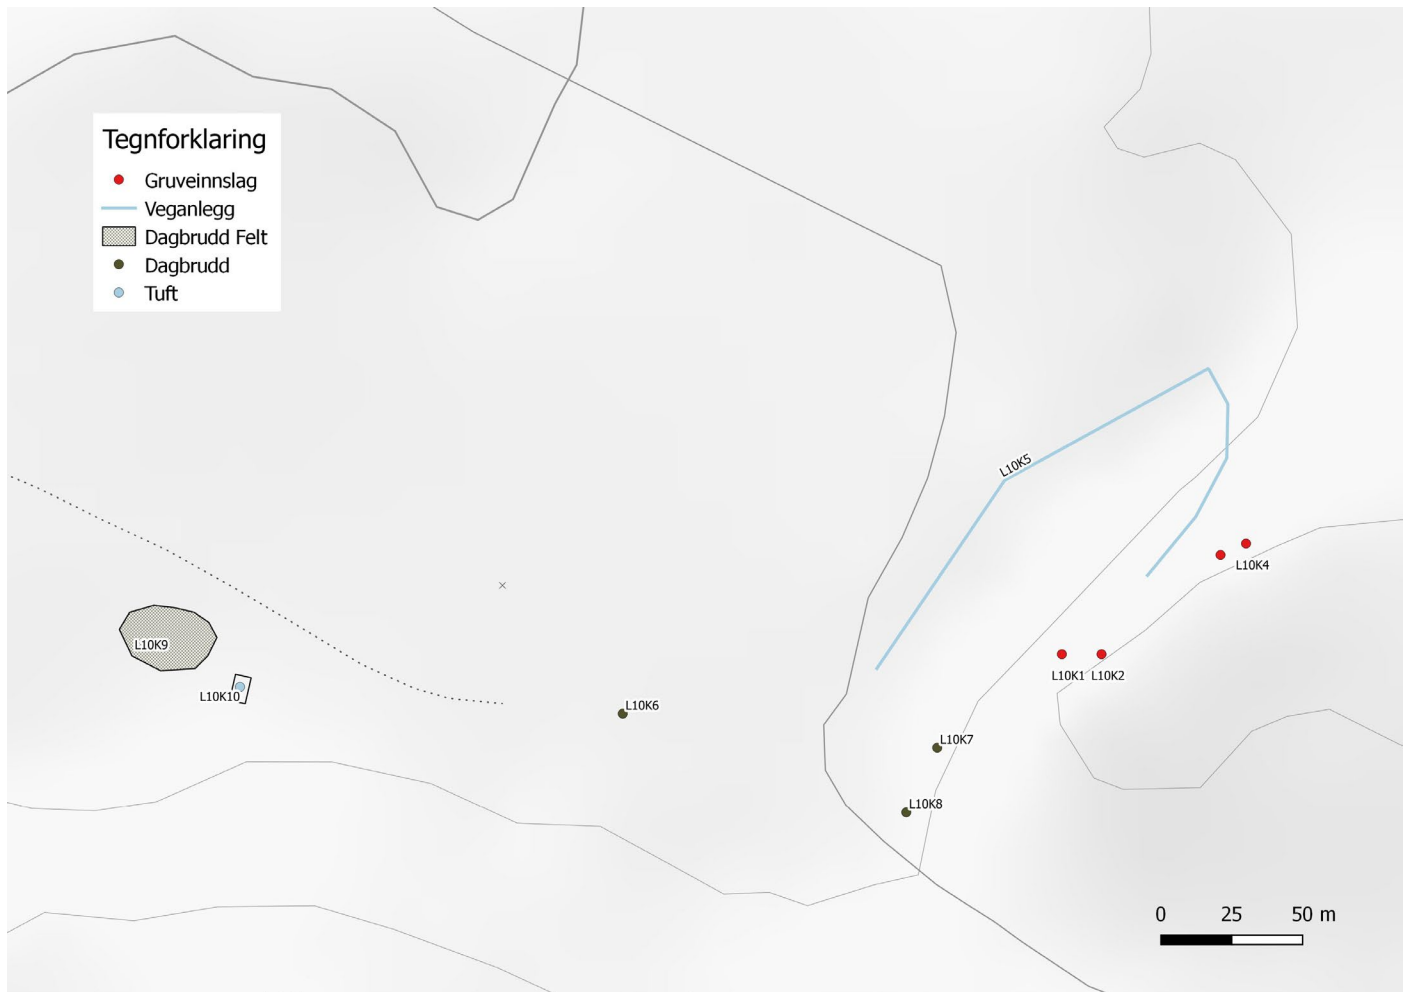 Tegnforklaring
Gruveinnslag
Veganlegg
Dagbrudd Felt
Dagbrudd
Tuft
L10K5
L10K4
L10K9
L10K1 L10K2
L10K10
L10K6
L10K7
L10K8
0 25 50 m